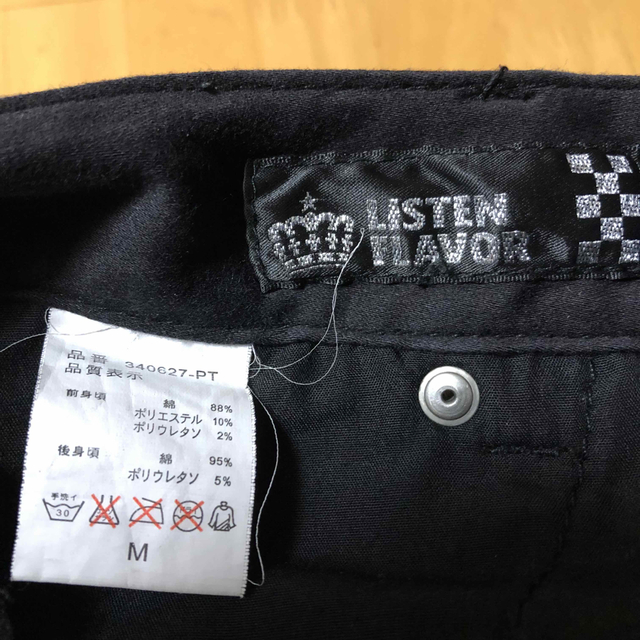 LISTEN
FLAVOR
品番 340627-PT
品質表示
前身頃 綿 88%
ポリエステル 10%
ポリウレタソ 2%
後身頃 綿 95%
ポリウレタソ 5%
手洗イ
30
M